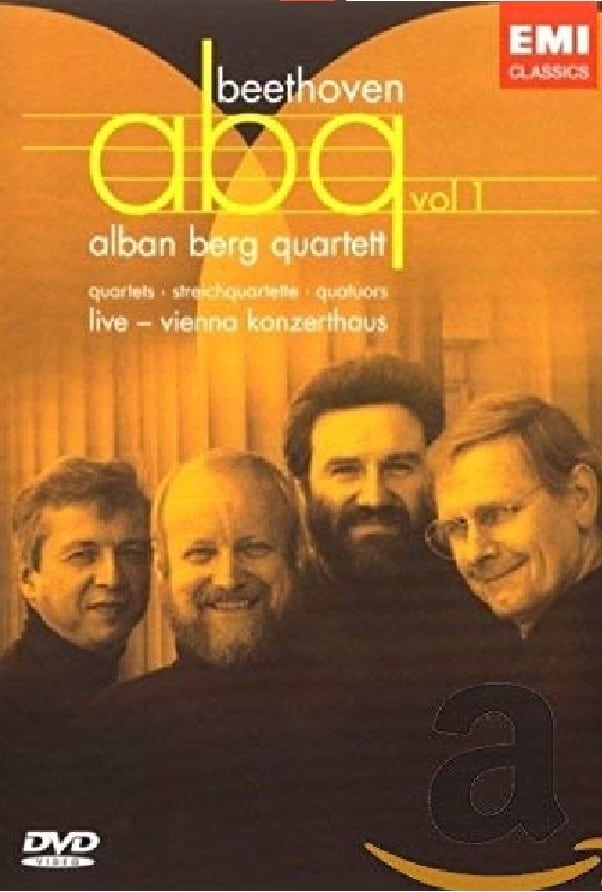 EMI
CLASSICS
beethoven
abq vol 1
alban berg quartett
quartets · streichquartette · quatuors
live – vienna konzerthaus
a
DVD
VIDEO